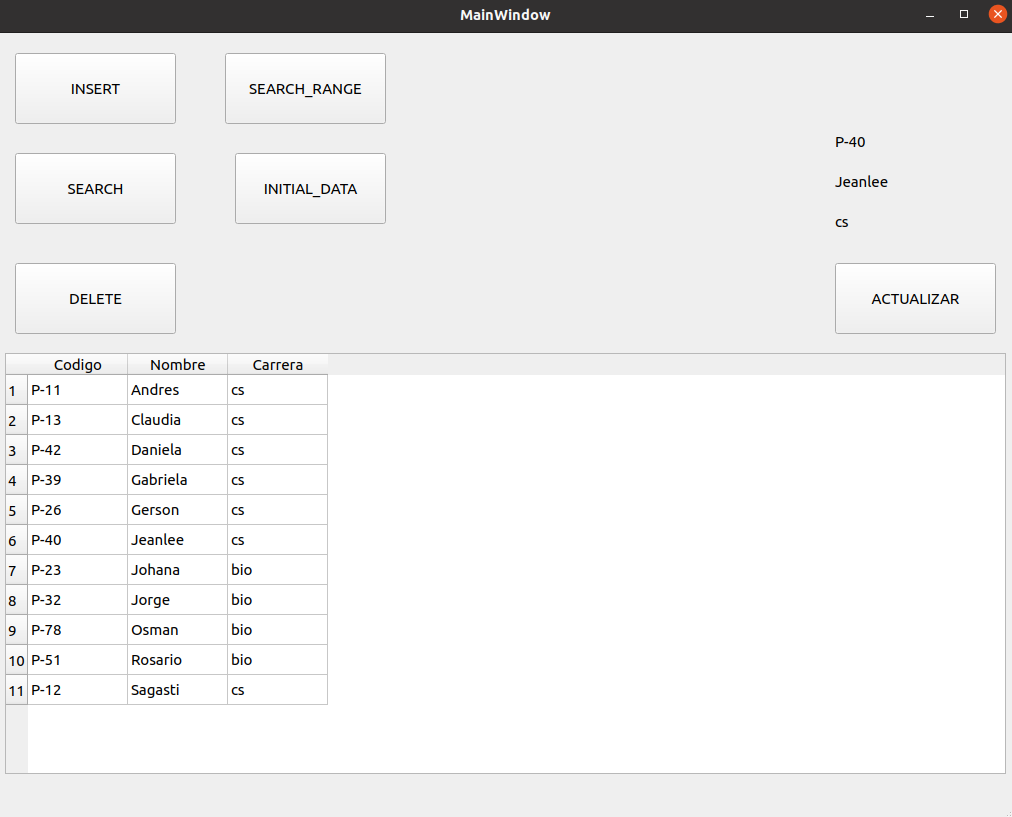 MainWindow
INSERT SEARCH_RANGE
P-40
SEARCH INITIAL_DATA Jeanlee
cs
DELETE ACTUALIZAR
Codigo Nombre Carrera
1 P-11 Andres cs
2 P-13 Claudia cs
3 P-42 Daniela cs
4 P-39 Gabriela cs
5 P-26 Gerson cs
6 P-40 Jeanlee cs
7 P-23 Johana bio
8 P-32 Jorge bio
9 P-78 Osman bio
10 P-51 Rosario bio
11 P-12 Sagasti cs